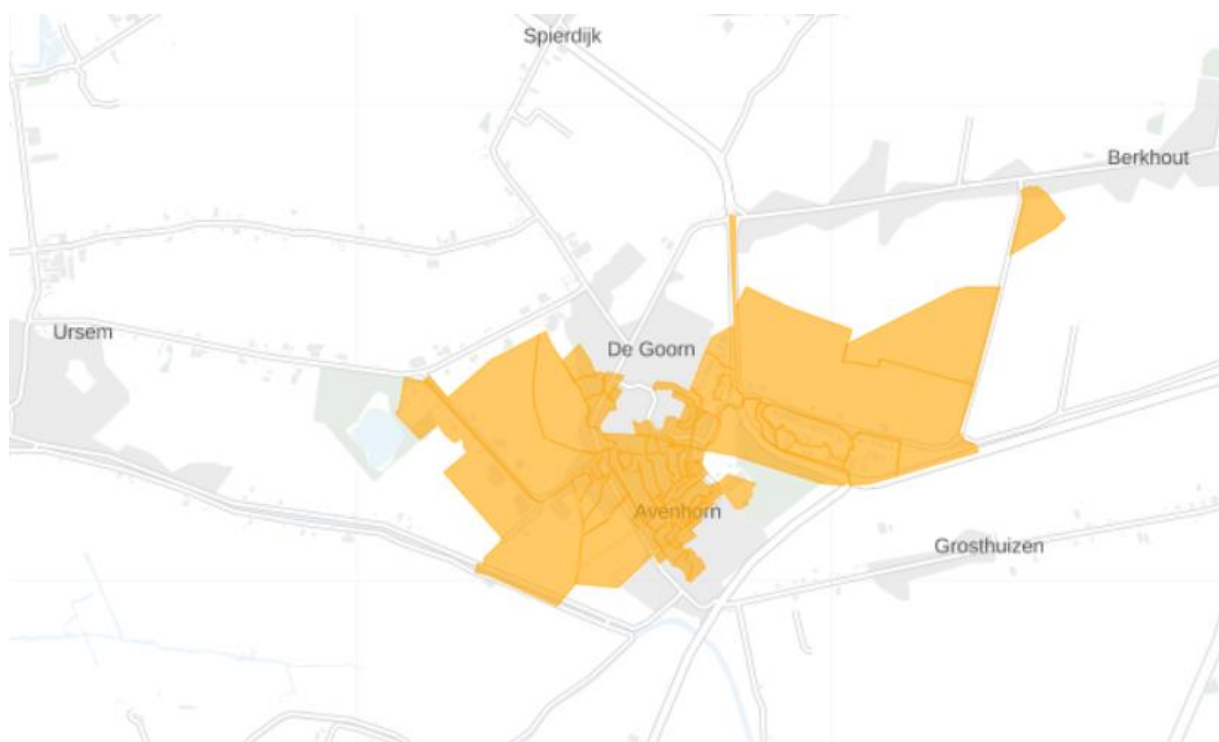 Spierdijk
Berkhout
Ursem
De Goorn
Avenhorn
Grosthuizen